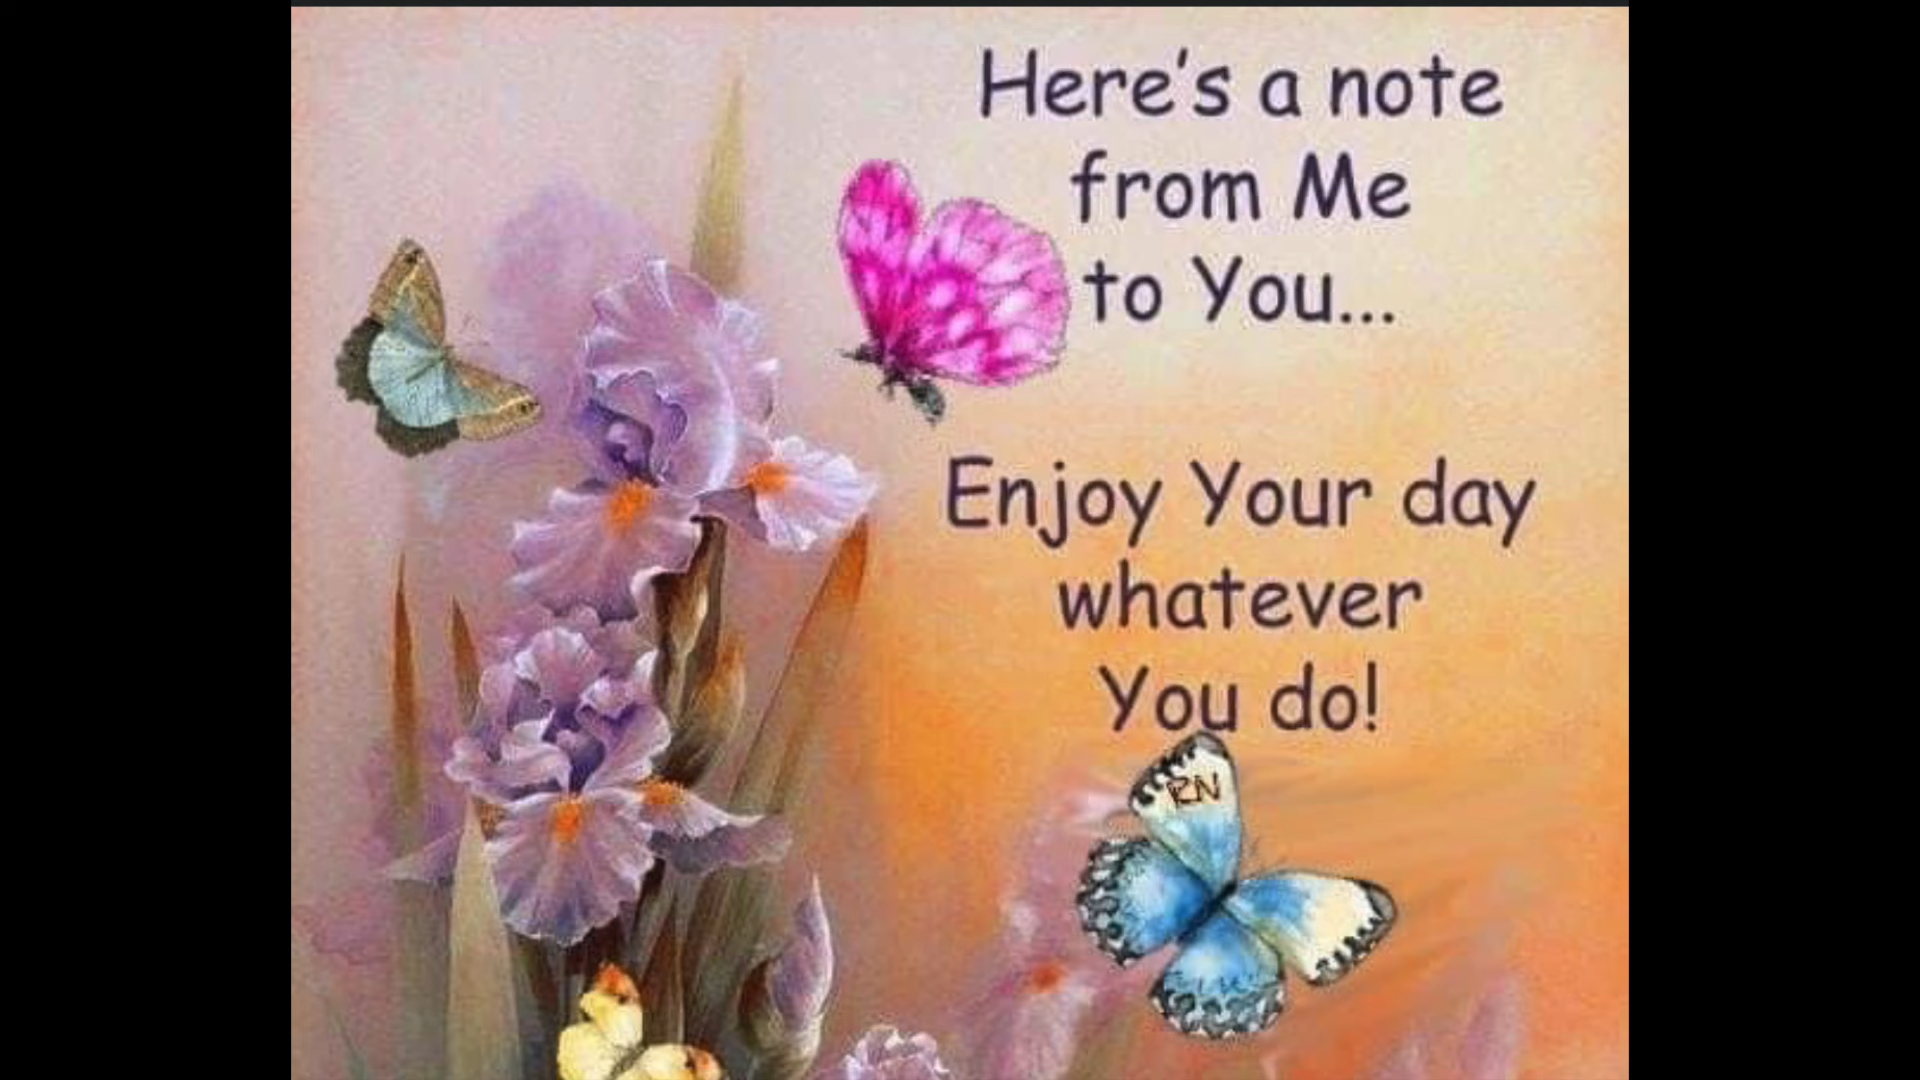 Here's a note
from Me
to You...
Enjoy Your day
whatever
You do!
RN